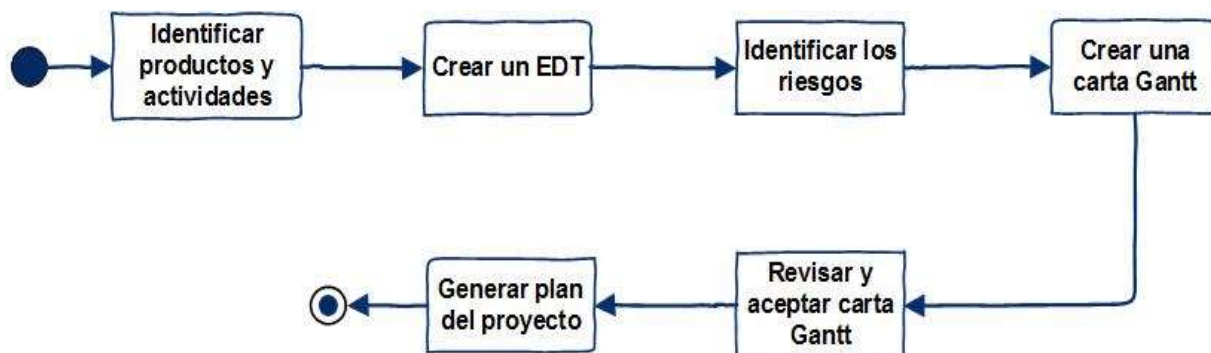 Identificar
productos y
actividades
Crear un EDT
Identificar los
riesgos
Crear una
carta Gantt
Revisar y
aceptar carta
Gantt
Generar plan
del proyecto